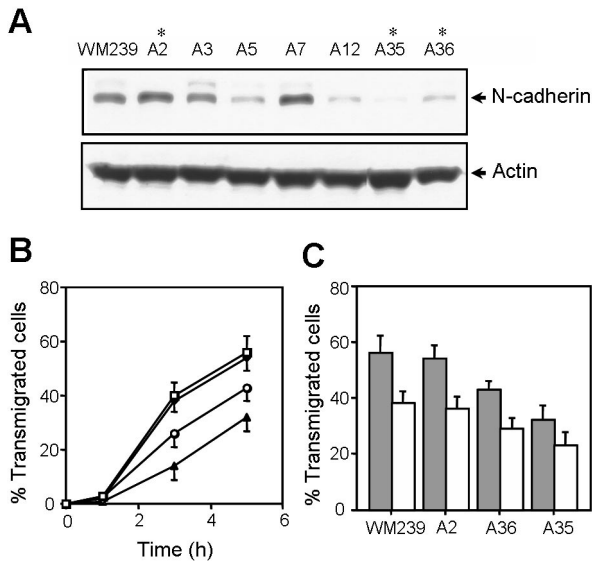 A
* * *
WM239 A2 A3 A5 A7 A12 A35 A36
N-cadherin
Actin
B
% Transmigrated cells
80
60
40
20
0
0 2 4 6
Time (h)
C
% Transmigrated cells
80
60
40
20
0
WM239 A2 A36 A35